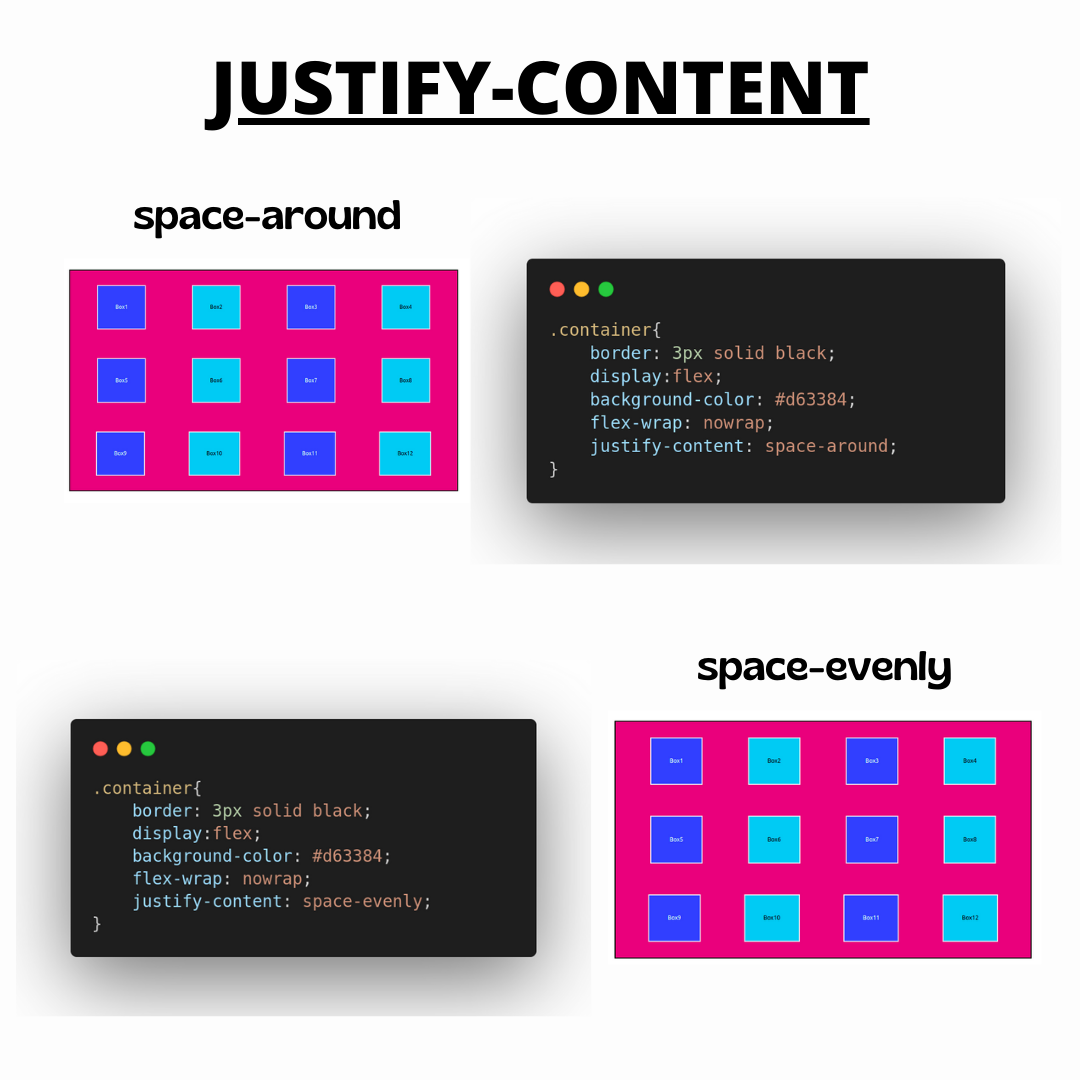 JUSTIFY-CONTENT
space-around
Box1 Box2 Box3 Box4
Box5 Box6 Box7 Box8
Box9 Box10 Box11 Box12
.container{
    border: 3px solid black;
    display:flex;
    background-color: #d63384;
    flex-wrap: nowrap;
    justify-content: space-around;
}
.container{
    border: 3px solid black;
    display:flex;
    background-color: #d63384;
    flex-wrap: nowrap;
    justify-content: space-evenly;
}
space-evenly
Box1 Box2 Box3 Box4
Box5 Box6 Box7 Box8
Box9 Box10 Box11 Box12